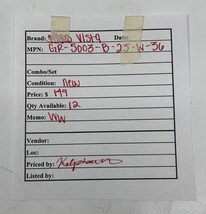 Brand: Vista Date:
MPN: GR-5003-B-25-W-36
Combo/Set
Condition: new
Price: $ 149
Qty Available: 12
Memo: WW
Vendor:
Loc:
Priced by:
Listed by: